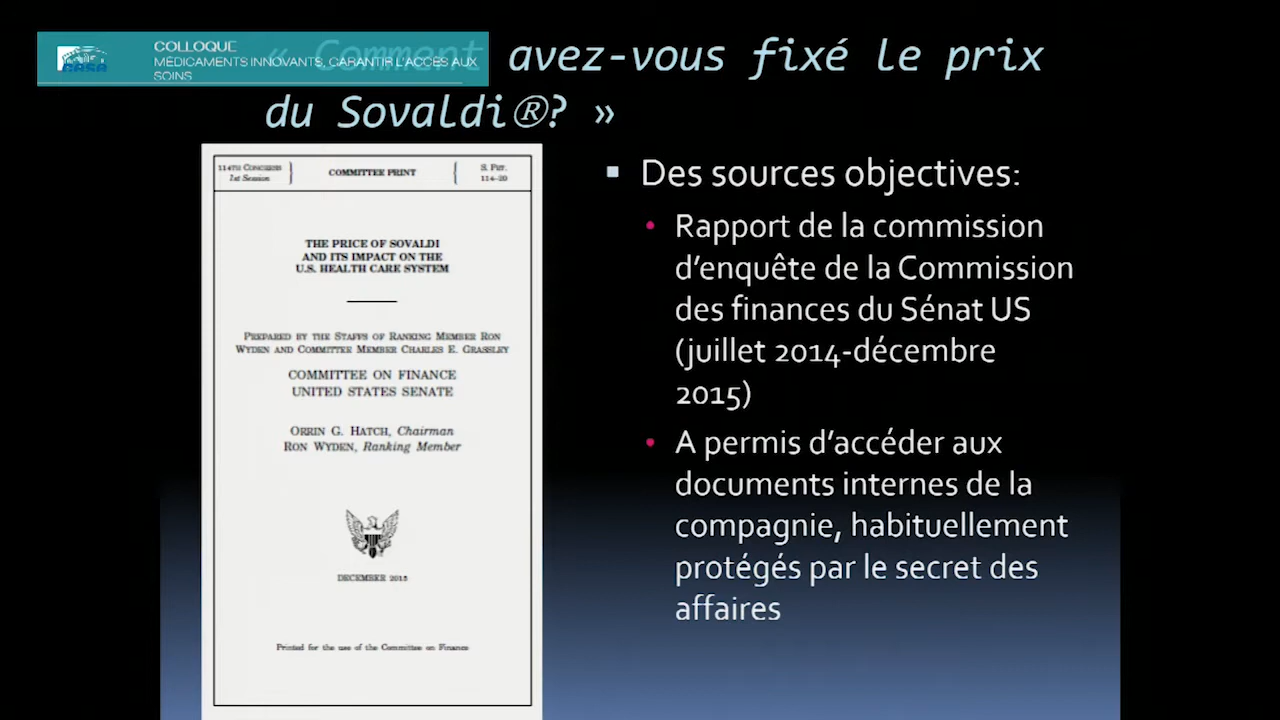 COLLOQUE
MÉDICAMENTS INNOVANTS, GARANTIR L'ACCÈS AUX
SOINS
« Comment avez-vous fixé le prix
du Sovaldi®? »
114TH CONGRESS
1st Session
COMMITTEE PRINT
S. PRT.
114–20
THE PRICE OF SOVALDI
AND ITS IMPACT ON THE
U.S. HEALTH CARE SYSTEM
PREPARED BY THE STAFFS OF RANKING MEMBER RON
WYDEN AND COMMITTEE MEMBER CHARLES E. GRASSLEY
COMMITTEE ON FINANCE
UNITED STATES SENATE
ORRIN G. HATCH, Chairman
RON WYDEN, Ranking Member
DECEMBER 2015
Printed for the use of the Committee on Finance
▪ Des sources objectives:
• Rapport de la commission
d'enquête de la Commission
des finances du Sénat US
(juillet 2014-décembre
2015)
• A permis d'accéder aux
documents internes de la
compagnie, habituellement
protégés par le secret des
affaires